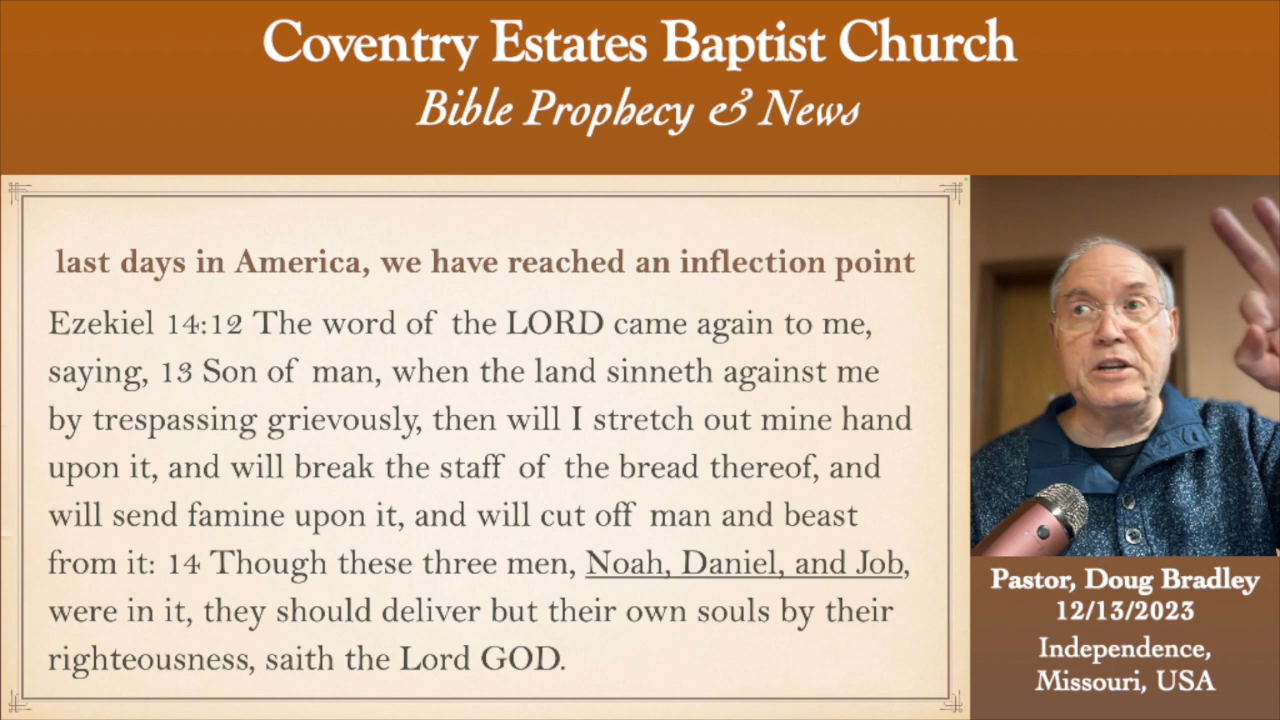 Coventry Estates Baptist Church
Bible Prophecy & News
last days in America, we have reached an inflection point
Ezekiel 14:12 The word of the LORD came again to me,
saying, 13 Son of man, when the land sinneth against me
by trespassing grievously, then will I stretch out mine hand
upon it, and will break the staff of the bread thereof, and
will send famine upon it, and will cut off man and beast
from it: 14 Though these three men, Noah, Daniel, and Job,
were in it, they should deliver but their own souls by their
righteousness, saith the Lord GOD.
Pastor, Doug Bradley
12/13/2023
Independence,
Missouri, USA